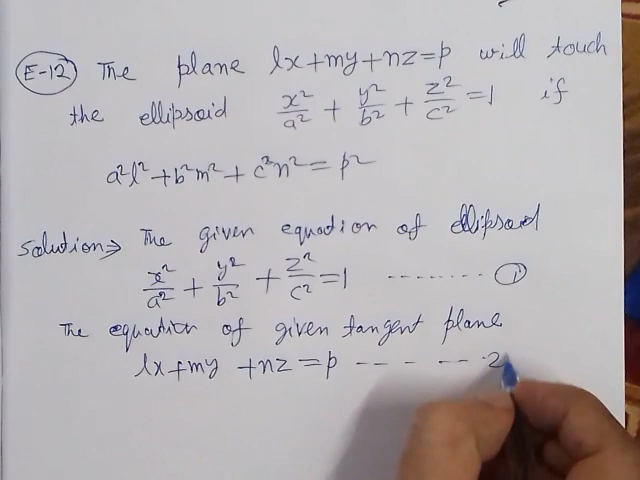 E-12 The plane lx+my+nz=p will touch
the ellipsoid x²/a² + y²/b² + z²/c² =1 if
a²l²+b²m²+c²n²=p²
Solution⇒ The given equation of ellipsoid
x²/a² + y²/b² + z²/c² =1 -------- 1
The equation of given tangent plane
lx+my+nz=p -- - -- -- 2